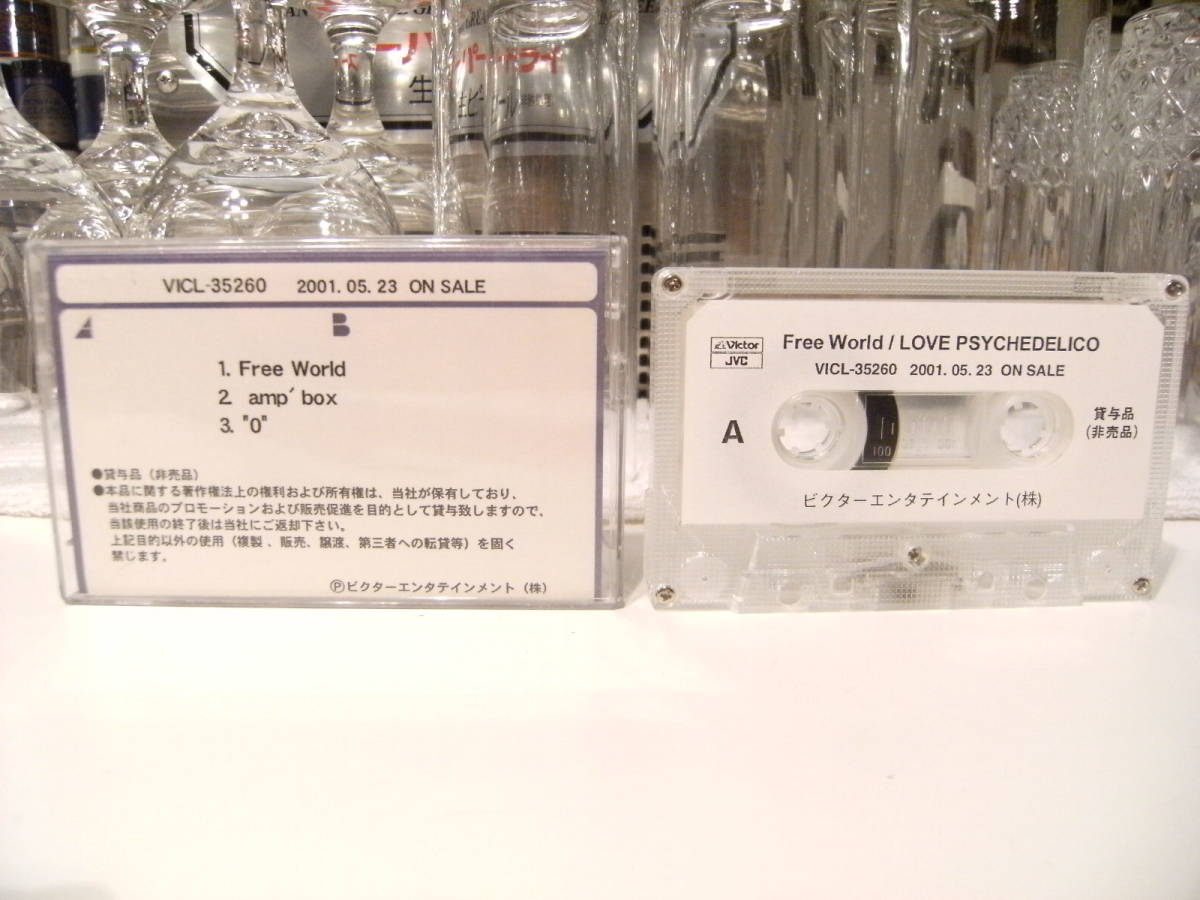 生ビール
VICL-35260 2001. 05. 23 ON SALE
A B
1. Free World
2. amp´box
3. "0"
●貸与品（非売品）
●本品に関する著作権法上の権利および所有権は、当社が保有しており、
当社商品のプロモーションおよび販売促進を目的として貸与致しますので、
当該使用の終了後は当社にご返却下さい。
上記目的以外の使用（複製、販売、譲渡、第三者への転貸等）を固く
禁じます。
Ⓟビクターエンタテインメント（株）
Victor
JVC
Free World / LOVE PSYCHEDELICO
VICL-35260 2001. 05. 23 ON SALE
A
100
貸与品
(非売品)
ビクターエンタテインメント(株)